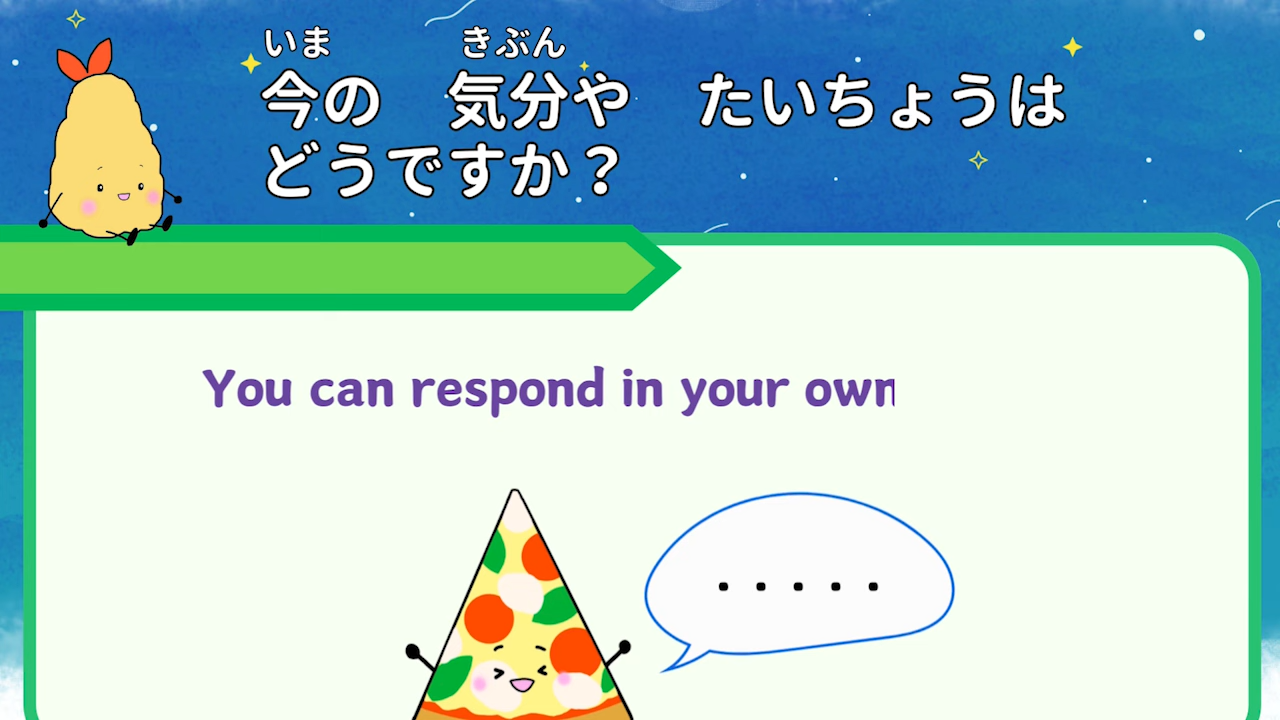 いま きぶん
今の 気分や たいちょうは
どうですか？
You can respond in your own
.....